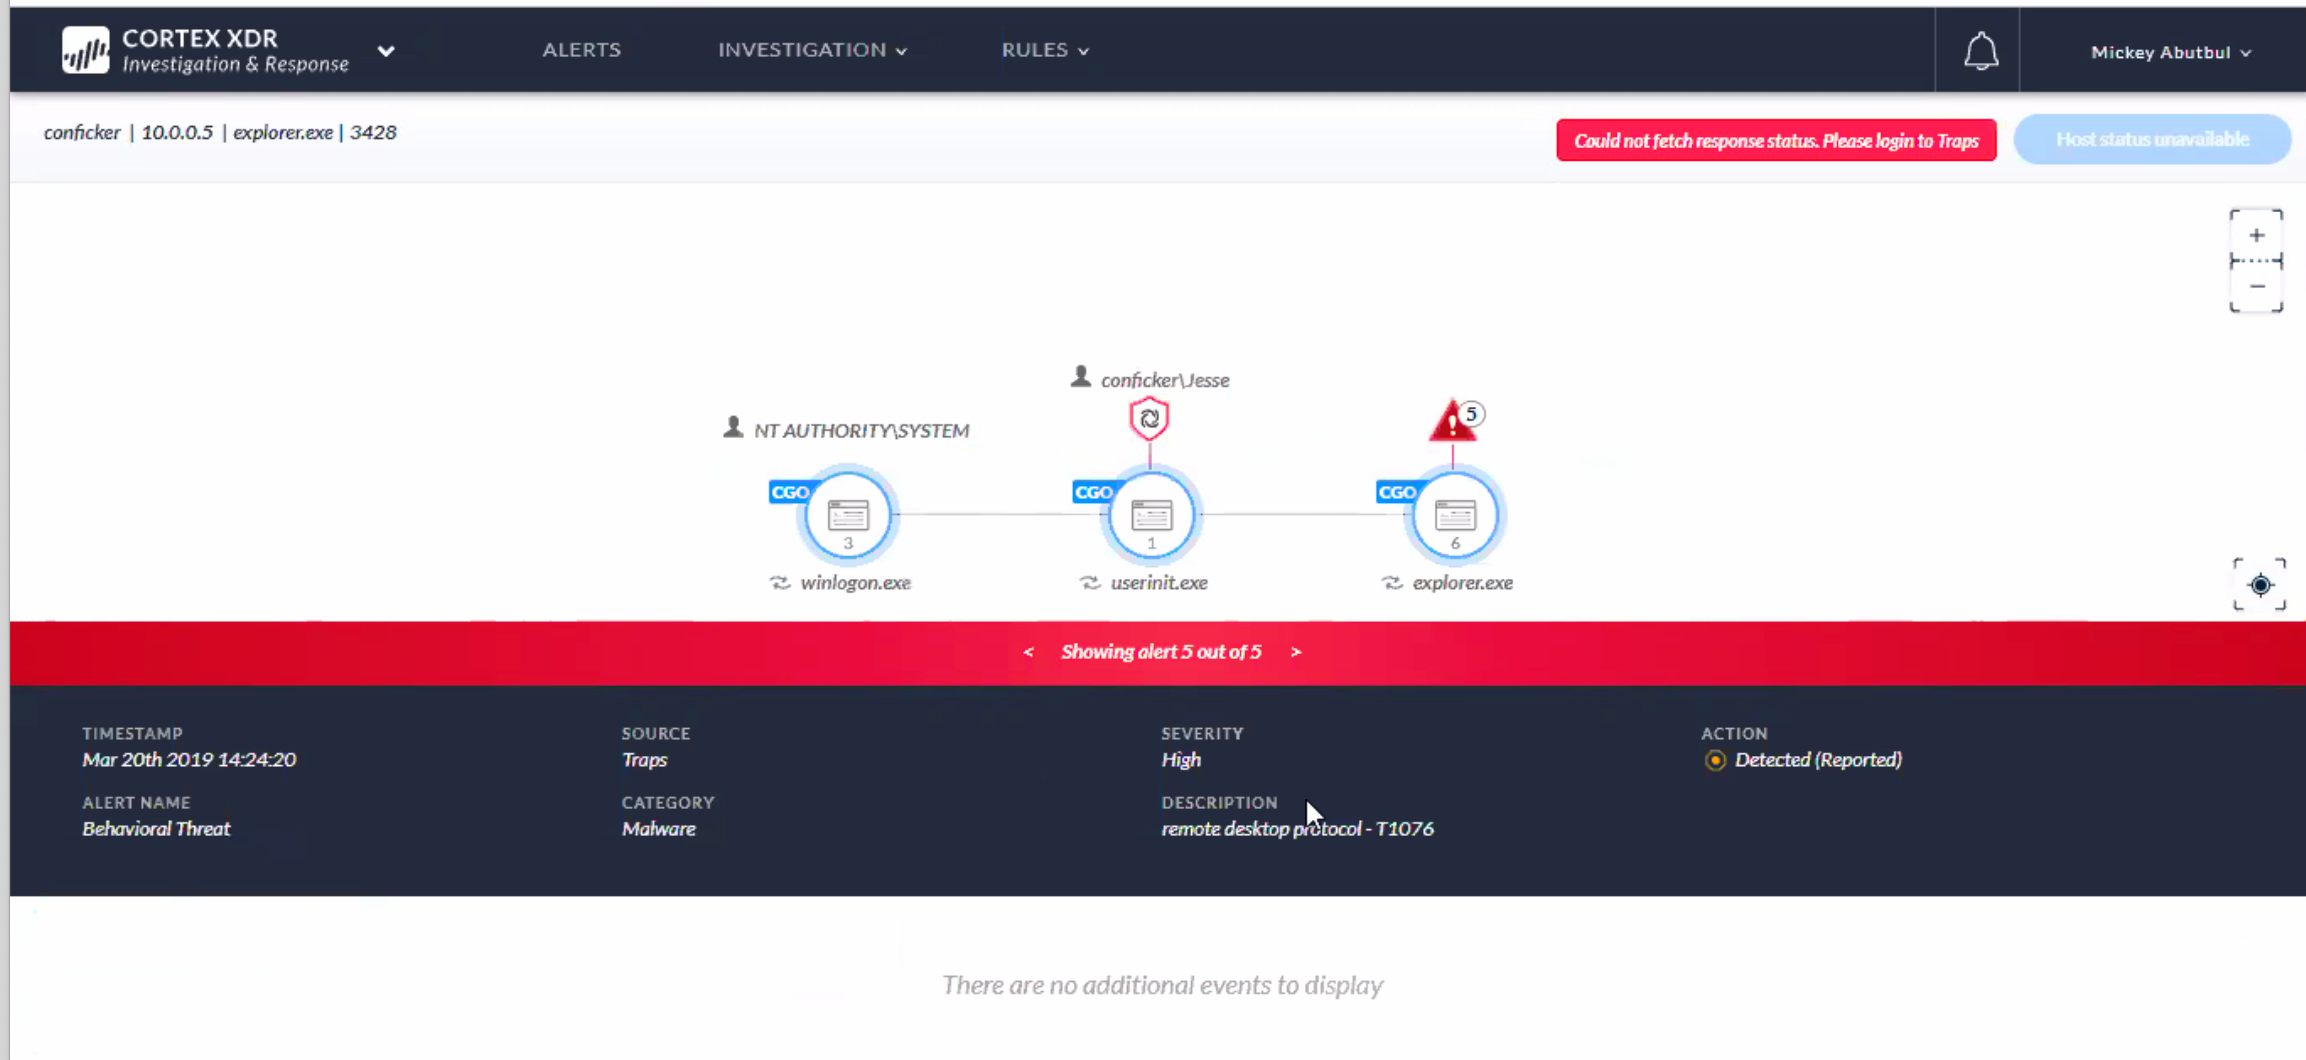 CORTEX XDR
Investigation & Response
ALERTS
INVESTIGATION
RULES
Mickey Abutbul
conficker | 10.0.0.5 | explorer.exe | 3428
Could not fetch response status. Please login to Traps
Host status unavailable
+
−
conficker\Jesse
NT AUTHORITY\SYSTEM
5
CGO
CGO
CGO
3
1
6
winlogon.exe
userinit.exe
explorer.exe
< Showing alert 5 out of 5 >
TIMESTAMP
Mar 20th 2019 14:24:20
SOURCE
Traps
SEVERITY
High
ACTION
Detected (Reported)
ALERT NAME
Behavioral Threat
CATEGORY
Malware
DESCRIPTION
remote desktop protocol - T1076
There are no additional events to display